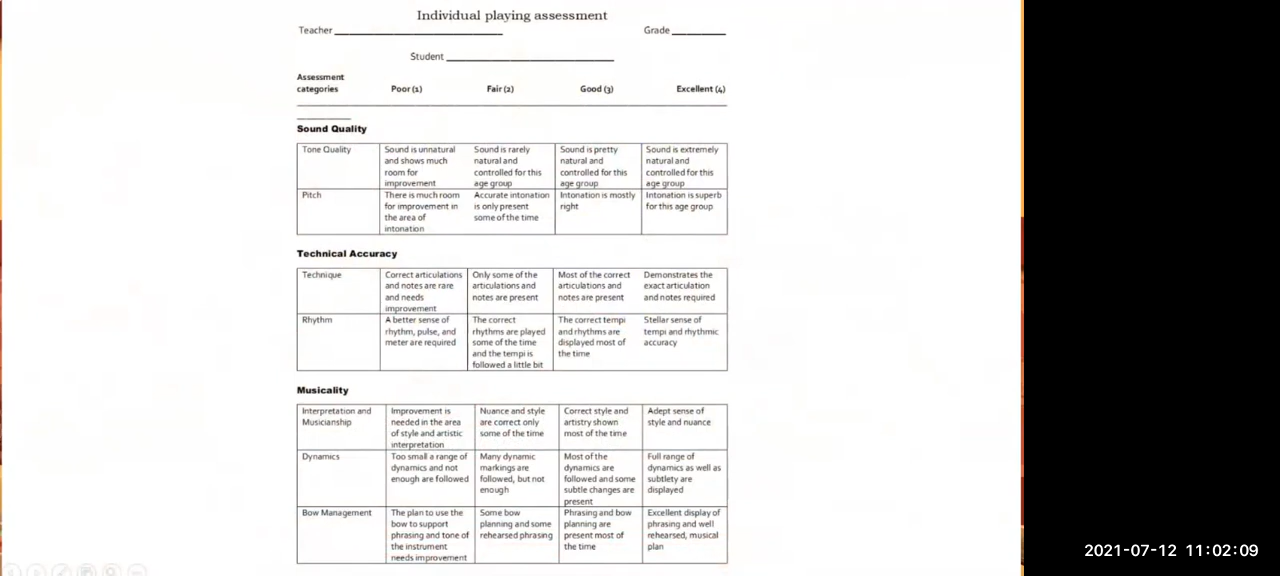 Individual playing assessment
Teacher ______________________________ Grade __________
Student ______________________________
Assessment
categories Poor (1) Fair (2) Good (3) Excellent (4)
Sound Quality
Tone Quality Sound is unnatural Sound is rarely Sound is pretty Sound is extremely
and shows much natural and natural and natural and
room for controlled for this controlled for this controlled for this
improvement age group age group age group
Pitch There is much room Accurate intonation Intonation is mostly Intonation is superb
for improvement in is only present right for this age group
the area of some of the time
intonation
Technical Accuracy
Technique Correct articulations Only some of the Most of the correct Demonstrates the
and notes are rare articulations and articulations and exact articulation
and needs notes are present notes are present and notes required
improvement
Rhythm A better sense of The correct The correct tempi Stellar sense of
rhythm, pulse, and rhythms are played and rhythms are tempi and rhythmic
meter are required some of the time displayed most of accuracy
and the tempi is the time
followed a little bit
Musicality
Interpretation and Improvement is Nuance and style Correct style and Adept sense of
Musicianship needed in the area are correct only artistry shown style and nuance
of style and artistic some of the time most of the time
interpretation
Dynamics Too small a range of Many dynamic Most of the Full range of
dynamics and not markings are dynamics are dynamics as well as
enough are followed followed, but not followed and some subtlety are
enough subtle changes are displayed
present
Bow Management The plan to use the Some bow Phrasing and bow Excellent display of
bow to support planning and some planning are phrasing and well
phrasing and tone of rehearsed phrasing present most of rehearsed, musical
the instrument the time plan
needs improvement
2021-07-12 11:02:09